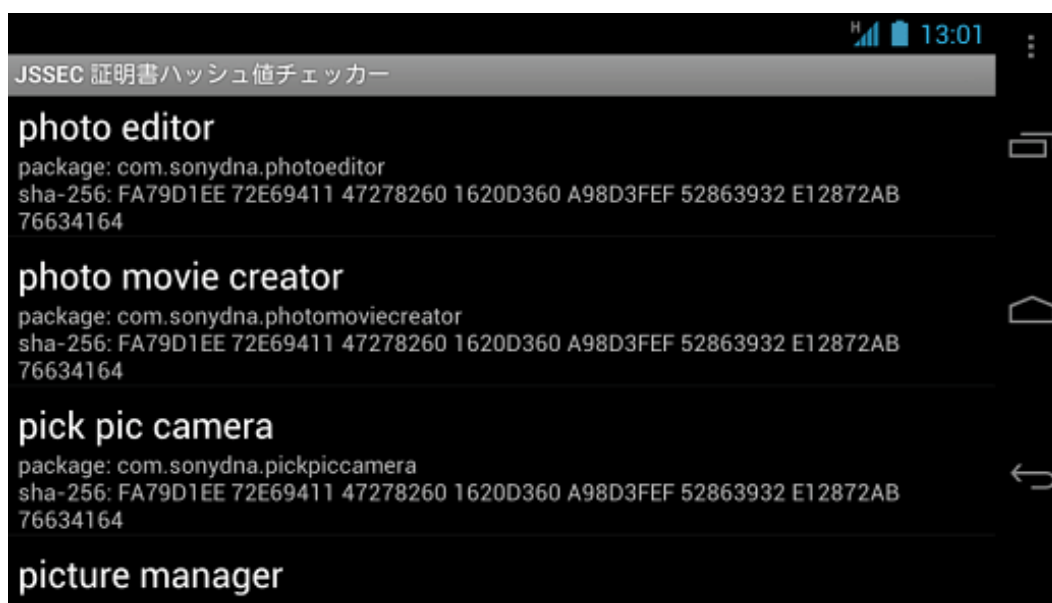 H 13:01
JSSEC 証明書ハッシュ値チェッカー
photo editor
package: com.sonydna.photoeditor
sha-256: FA79D1EE 72E69411 47278260 1620D360 A98D3FEF 52863932 E12872AB
76634164
photo movie creator
package: com.sonydna.photomoviecreator
sha-256: FA79D1EE 72E69411 47278260 1620D360 A98D3FEF 52863932 E12872AB
76634164
pick pic camera
package: com.sonydna.pickpiccamera
sha-256: FA79D1EE 72E69411 47278260 1620D360 A98D3FEF 52863932 E12872AB
76634164
picture manager